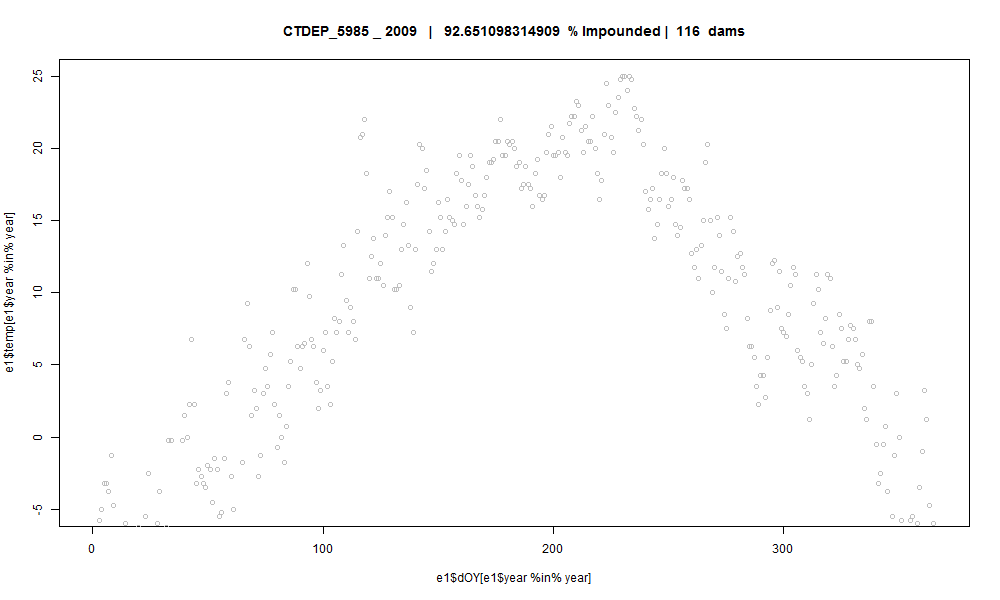 CTDEP_5985 _ 2009 | 92.651098314909 % Impounded | 116 dams
e1$temp[e1$year %in% year]
25
20
15
10
5
0
-5
0 100 200 300
e1$dOY[e1$year %in% year]